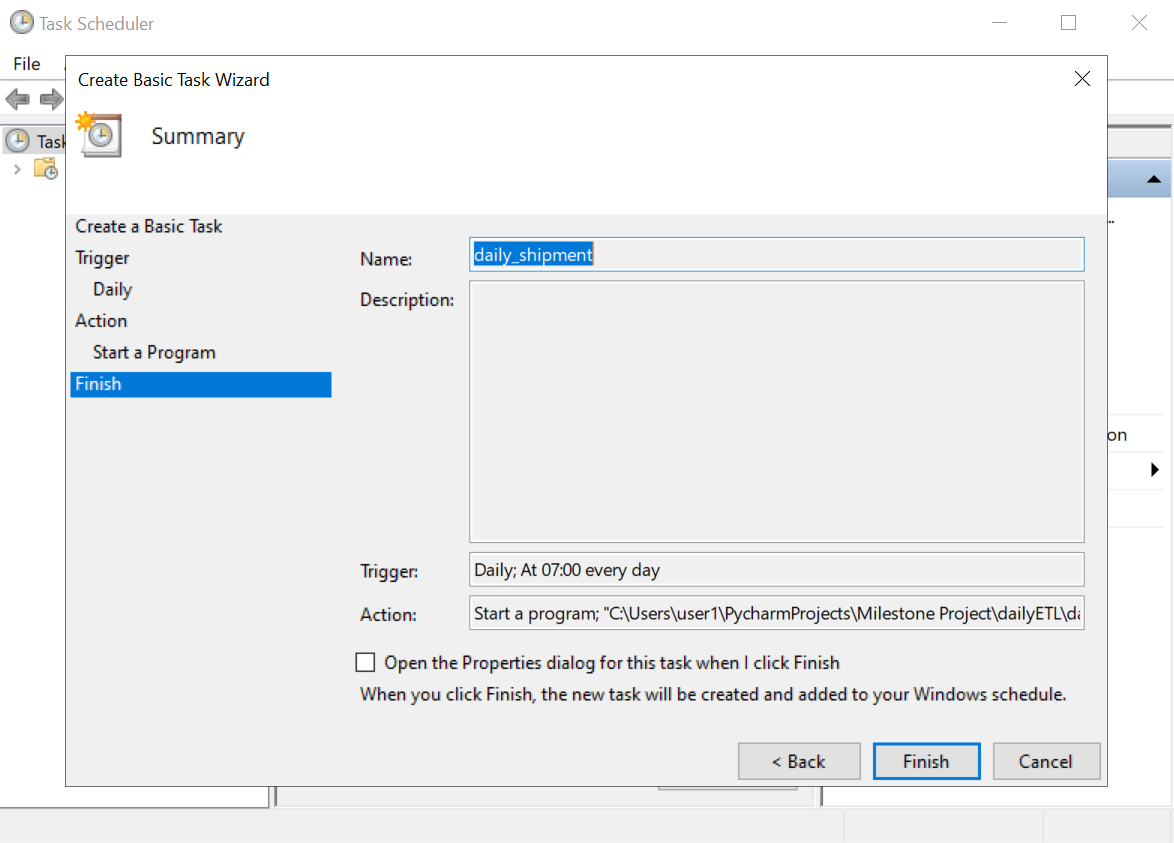 Task Scheduler
File
Create Basic Task Wizard
Task
Summary
Create a Basic Task
Trigger
Daily
Action
Start a Program
Finish
Name: daily_shipment
Description:
Trigger: Daily; At 07:00 every day
Action: Start a program; "C:\Users\user1\PycharmProjects\Milestone Project\dailyETL\da
on
Open the Properties dialog for this task when I click Finish
When you click Finish, the new task will be created and added to your Windows schedule.
< Back Finish Cancel